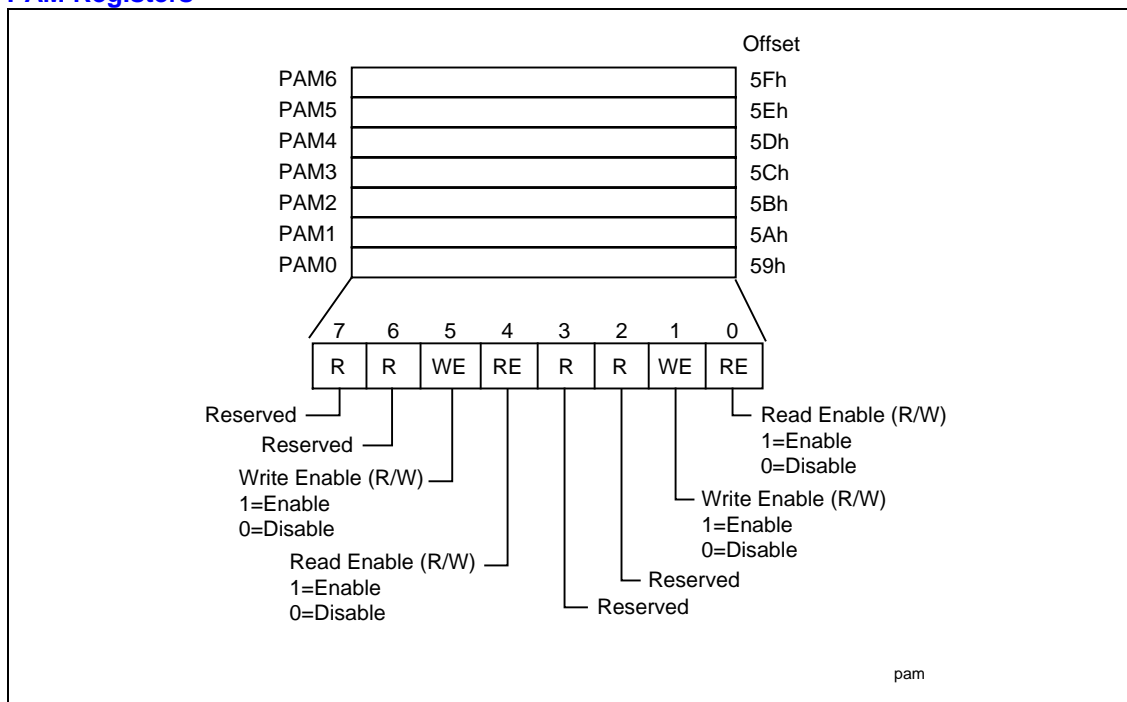 PAM Registers
Offset
PAM6 5Fh
PAM5 5Eh
PAM4 5Dh
PAM3 5Ch
PAM2 5Bh
PAM1 5Ah
PAM0 59h
7 6 5 4 3 2 1 0
R R WE RE R R WE RE
Reserved
Reserved
Write Enable (R/W)
1=Enable
0=Disable
Read Enable (R/W)
1=Enable
0=Disable
Reserved
Reserved
Write Enable (R/W)
1=Enable
0=Disable
Read Enable (R/W)
1=Enable
0=Disable
pam